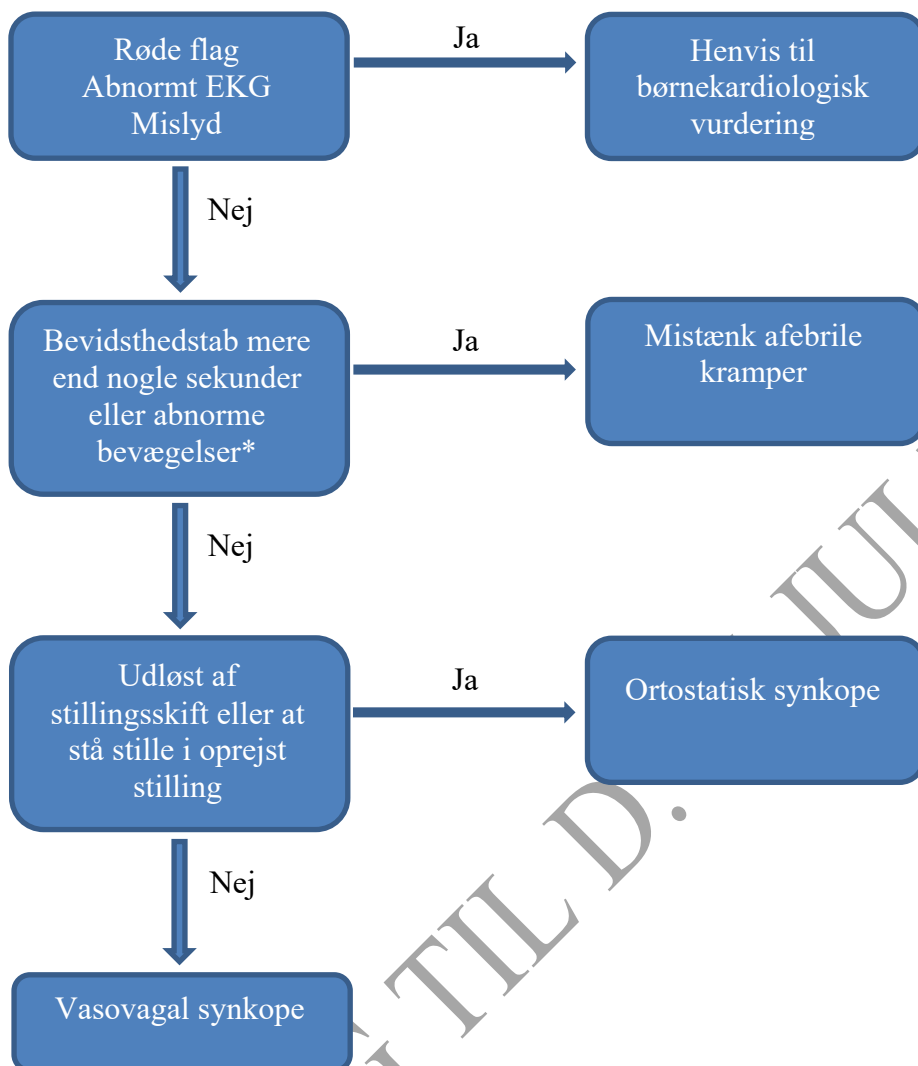 Røde flag
Abnormt EKG
Mislyd
Ja
Henvis til
børnekardiologisk
vurdering
Nej
Bevidsthedstab mere
end nogle sekunder
eller abnorme
bevægelser*
Ja
Mistænk afebrile
kramper
Nej
Udløst af
stillingsskift eller at
stå stille i oprejst
stilling
Ja
Ortostatisk synkope
Nej
Vasovagal synkope
TIL D.